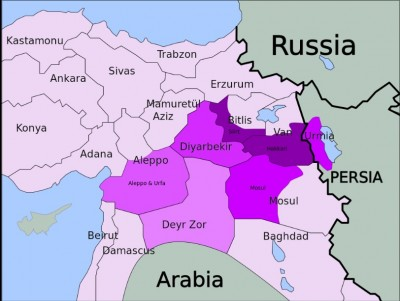 Russia
Kastamonu
Trabzon
Sivas
Ankara
Erzurum
Mamuretül
Aziz
Bitlis
Van
Urmia
Konya
Diyarbekir
Adana
Aleppo
PERSIA
Aleppo & Urfa
Mosul
Deyr Zor
Beirut
Baghdad
Damascus
Arabia